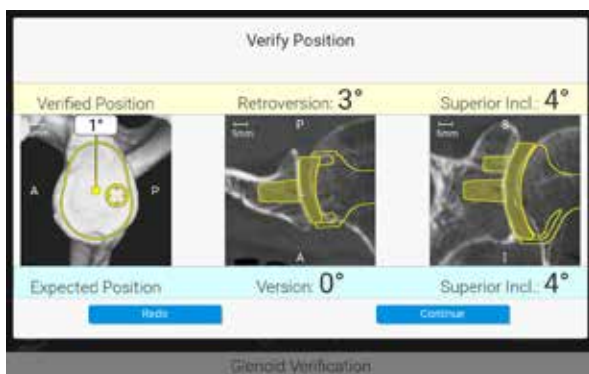 Verify Position
Verified Position Retroversion: 3° Superior Incl.: 4°
1°
5mm P 5mm S
A P
A I
Expected Position Version: 0° Superior Incl.: 4°
Redo Continue
Glenoid Verification